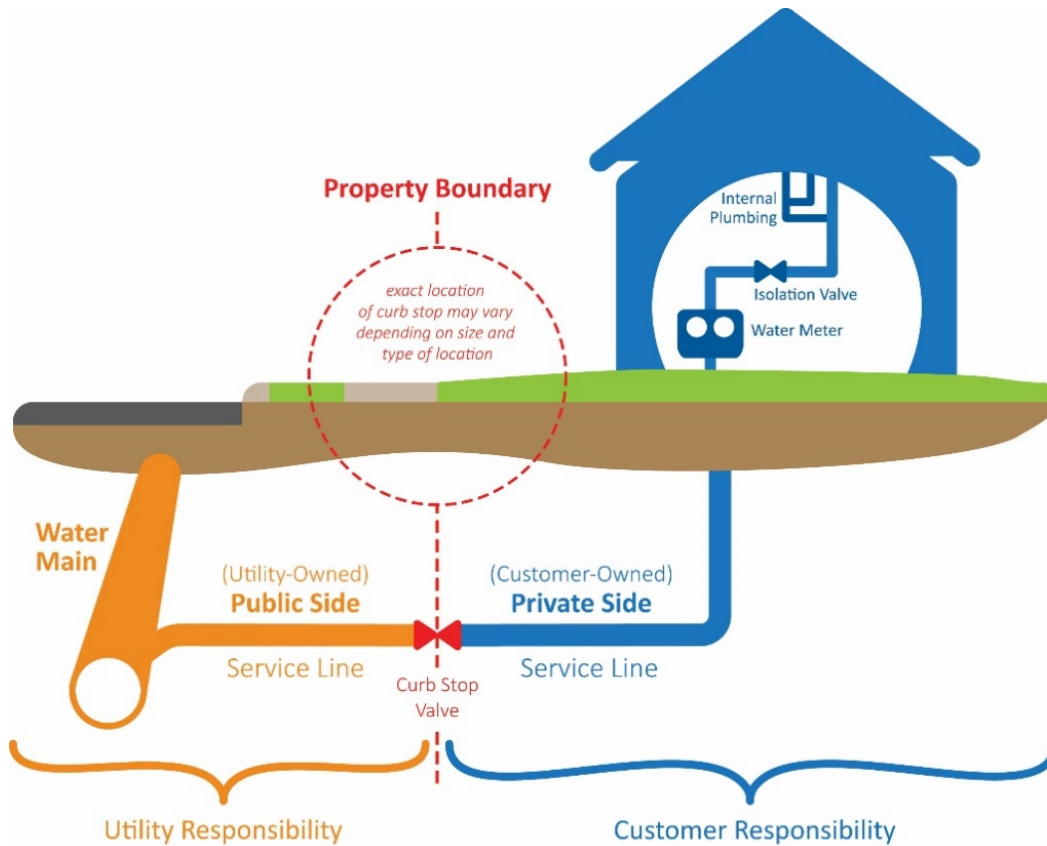 Property Boundary
exact location
of curb stop may vary
depending on size and
type of location
Internal
Plumbing
Isolation Valve
Water Meter
Water
Main
(Utility-Owned)
Public Side
Service Line
(Customer-Owned)
Private Side
Service Line
Curb Stop
Valve
Utility Responsibility
Customer Responsibility